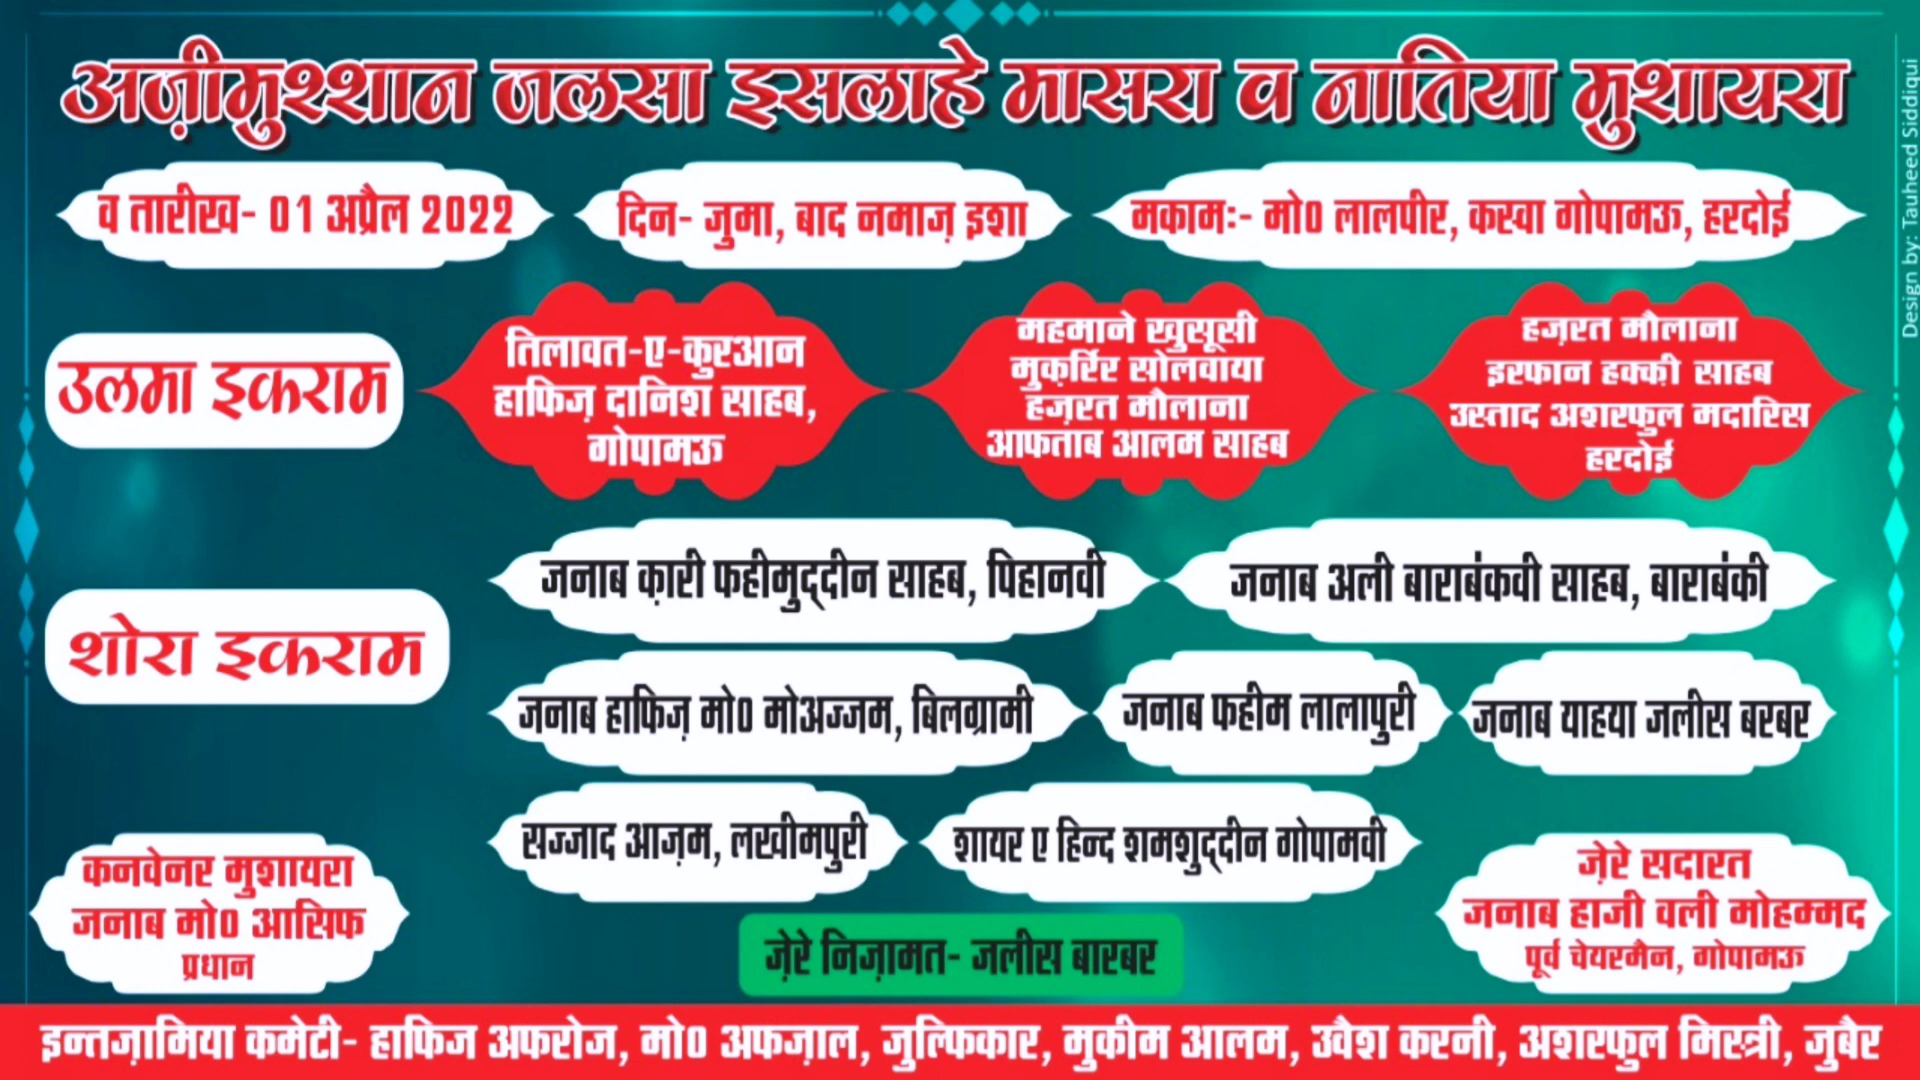 अज़ीमुश्शान जलसा इसलाहे मासरा व नातिया मुशायरा
व तारीख- 01 अप्रैल 2022
दिन- जुमा, बाद नमाज़ इशा
मकामः- मो0 लालपीर, कस्वा गोपामऊ, हरदोई
उलमा इकराम
तिलावत-ए-कुरआन
हाफिज़ दानिश साहब,
गोपामऊ
महमाने खुसूसी
मुक़र्रिर सोलवाया
हज़रत मौलाना
आफताब आलम साहब
हज़रत मौलाना
इरफान हक्क़ी साहब
उस्ताद अशरफुल मदारिस
हरदोई
शोरा इकराम
जनाब क़ारी फहीमुद्दीन साहब, पिहानवी
जनाब अली बाराबंकवी साहब, बाराबंकी
जनाब हाफिज़ मो0 मोअज्जम, बिलग्रामी
जनाब फहीम लालापुरी
जनाब याहया जलीस बरबर
सज्जाद आज़म, लखीमपुरी
शायर ए हिन्द शमशुद्दीन गोपामवी
कनवेनर मुशायरा
जनाब मो0 आसिफ
प्रधान
ज़ेरे निज़ामत- जलीस बारबर
ज़ेरे सदारत
जनाब हाजी वली मोहम्मद
पूर्व चेयरमैन, गोपामऊ
इन्तज़ामिया कमेटी- हाफिज अफरोज, मो0 अफज़ाल, जुल्फिकार, मुकीम आलम, उवैश करनी, अशरफुल मिस्त्री, जुबैर
Design by: Tauheed Siddiqui